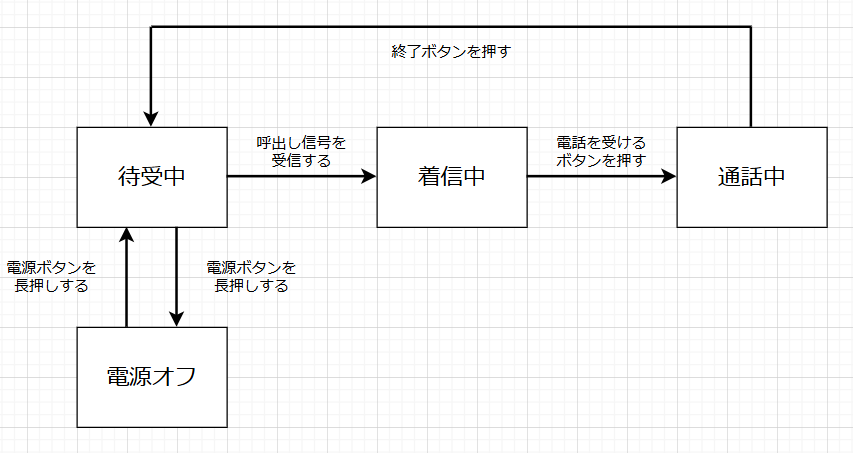 終了ボタンを押す
待受中
呼出し信号を
受信する
着信中
電話を受ける
ボタンを押す
通話中
電源ボタンを
長押しする
電源ボタンを
長押しする
電源オフ